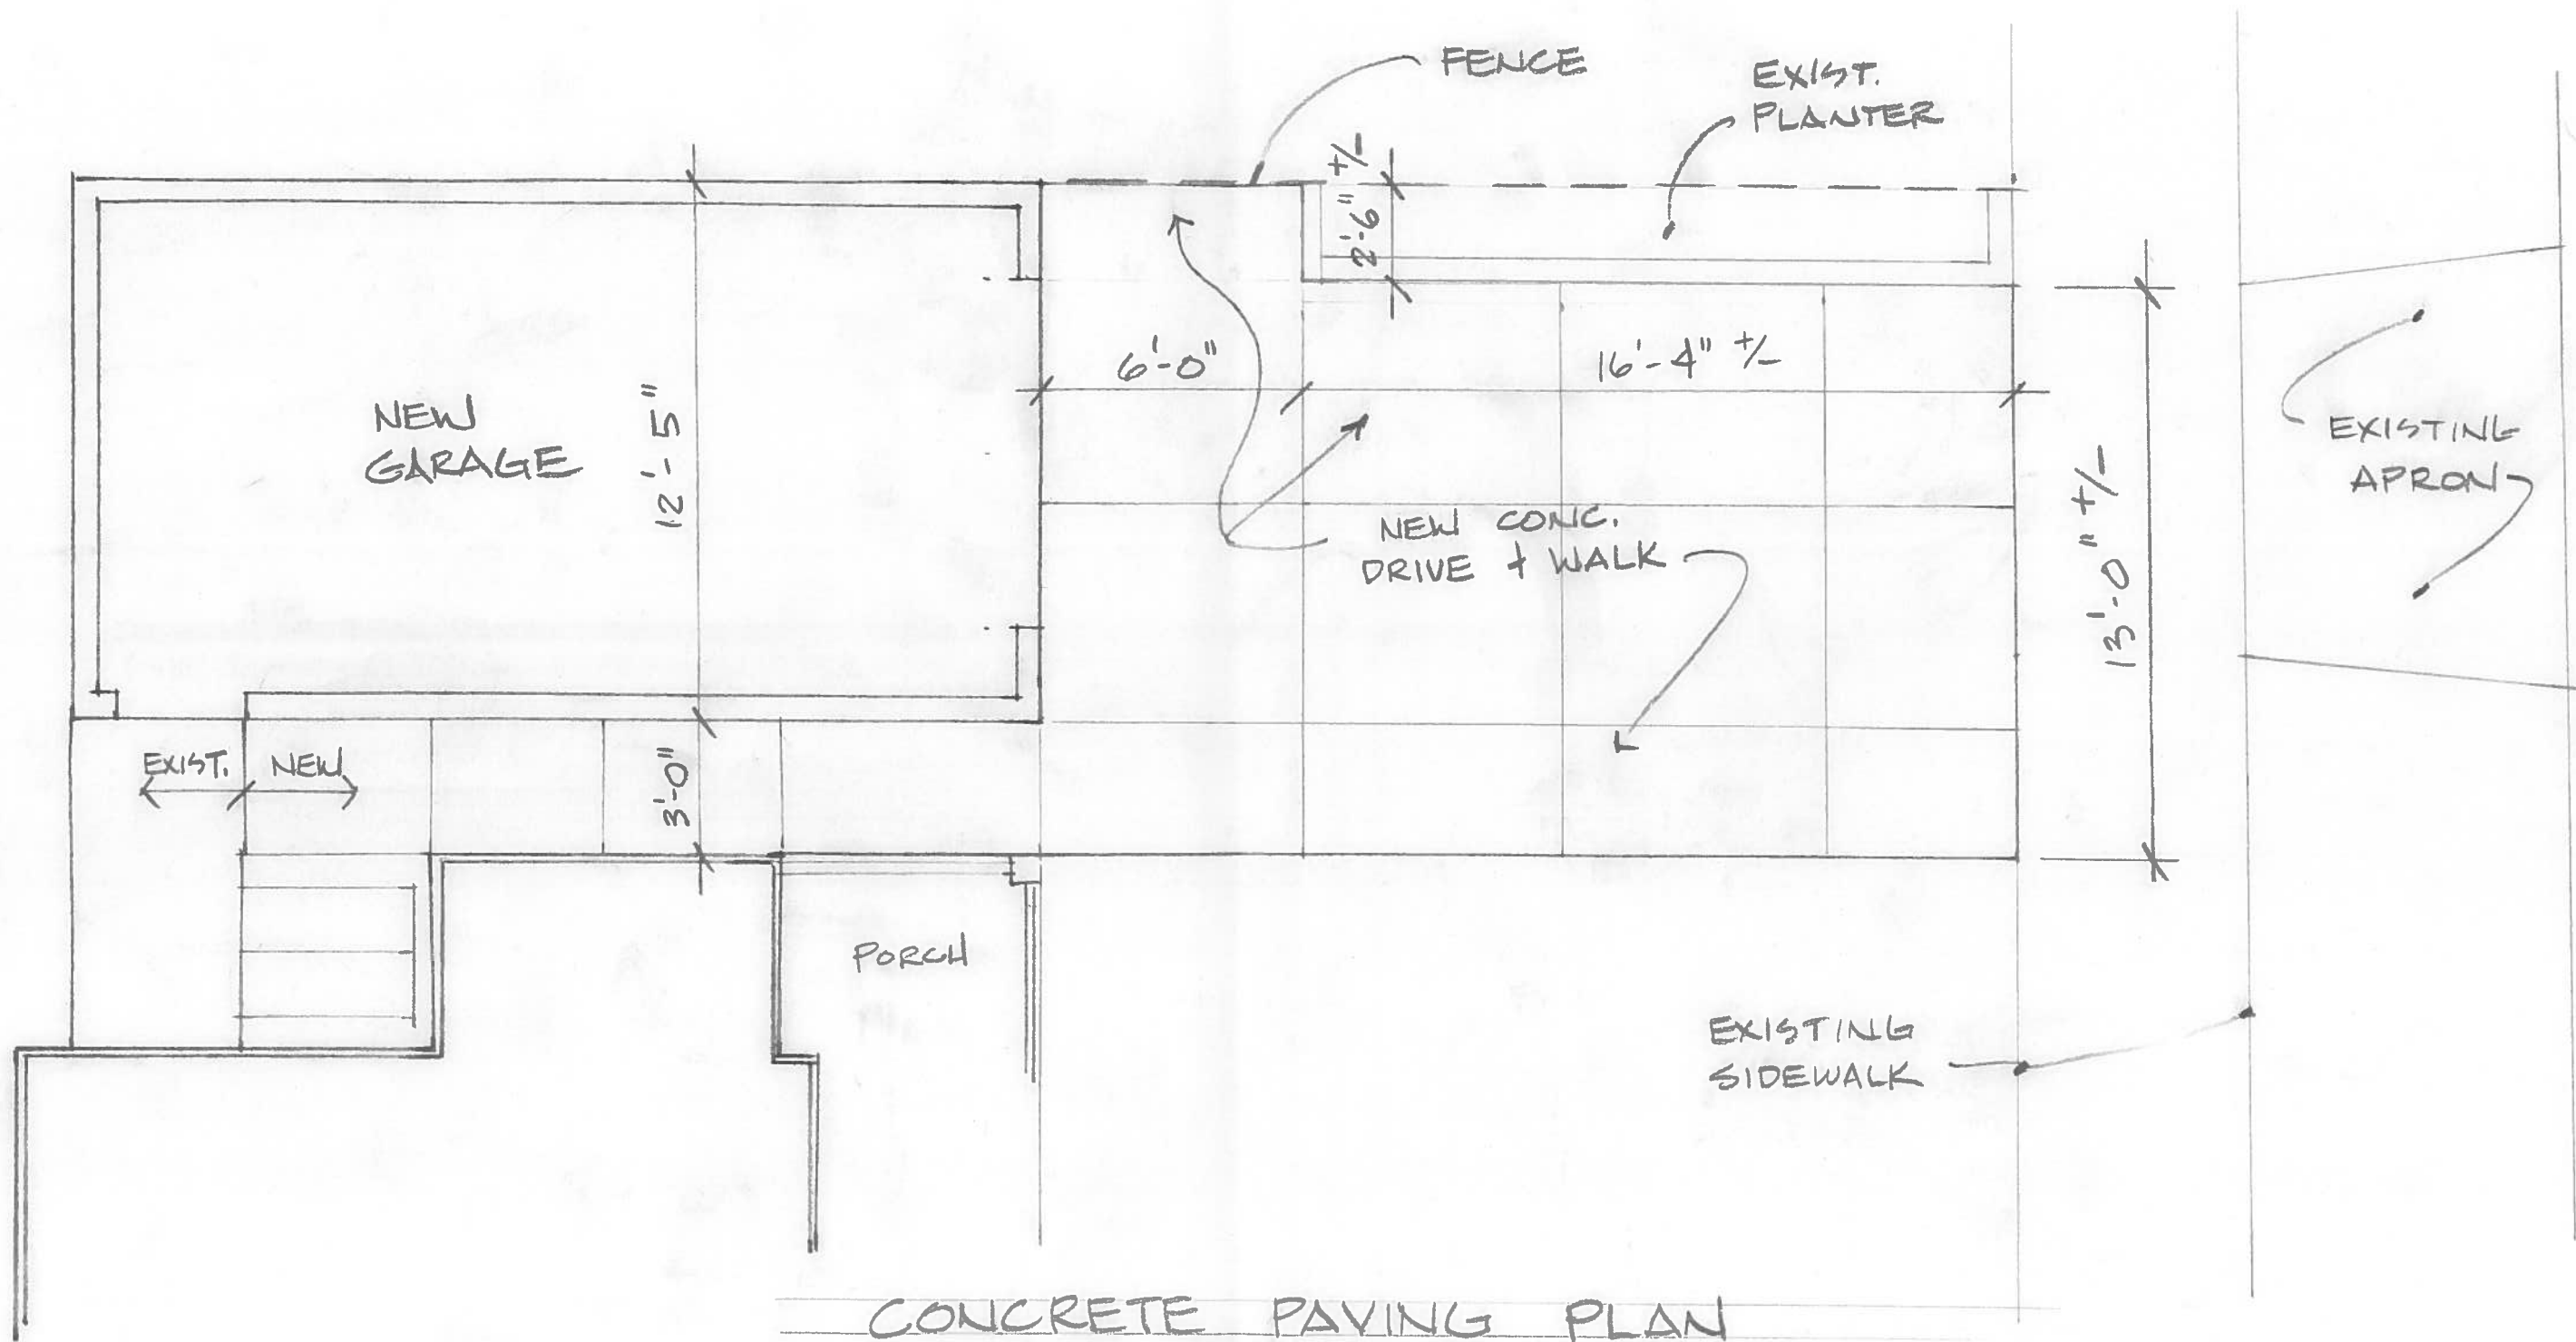 FENCE
EXIST.
PLANTER
2'-6" +/-
6'-0"
16'-4" +/-
NEW
GARAGE
12'-5"
EXISTING
APRON
13'-0" +/-
NEW CONC.
DRIVE + WALK
EXIST. NEW
3'-0"
PORCH
EXISTING
SIDEWALK
CONCRETE PAVING PLAN